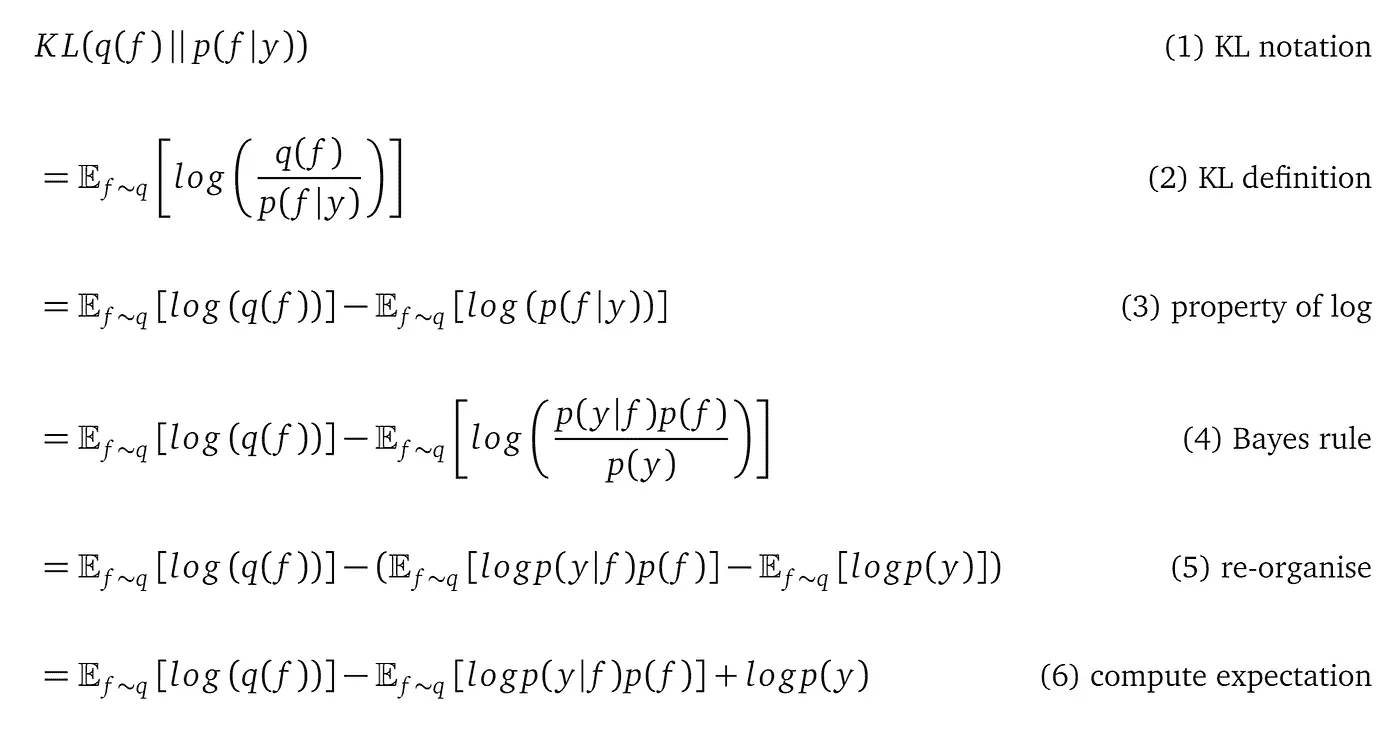 KL(q(f)||p(f|y)) (1) KL notation
= 𝔼_{f∼q} [log (q(f)/p(f|y))] (2) KL definition
= 𝔼_{f∼q} [log (q(f))] − 𝔼_{f∼q} [log (p(f|y))] (3) property of log
= 𝔼_{f∼q} [log (q(f))] − 𝔼_{f∼q} [log (p(y|f)p(f)/p(y))] (4) Bayes rule
= 𝔼_{f∼q} [log (q(f))] − (𝔼_{f∼q} [logp(y|f)p(f)] − 𝔼_{f∼q} [logp(y)]) (5) re-organise
= 𝔼_{f∼q} [log (q(f))] − 𝔼_{f∼q} [logp(y|f)p(f)] + logp(y) (6) compute expectation